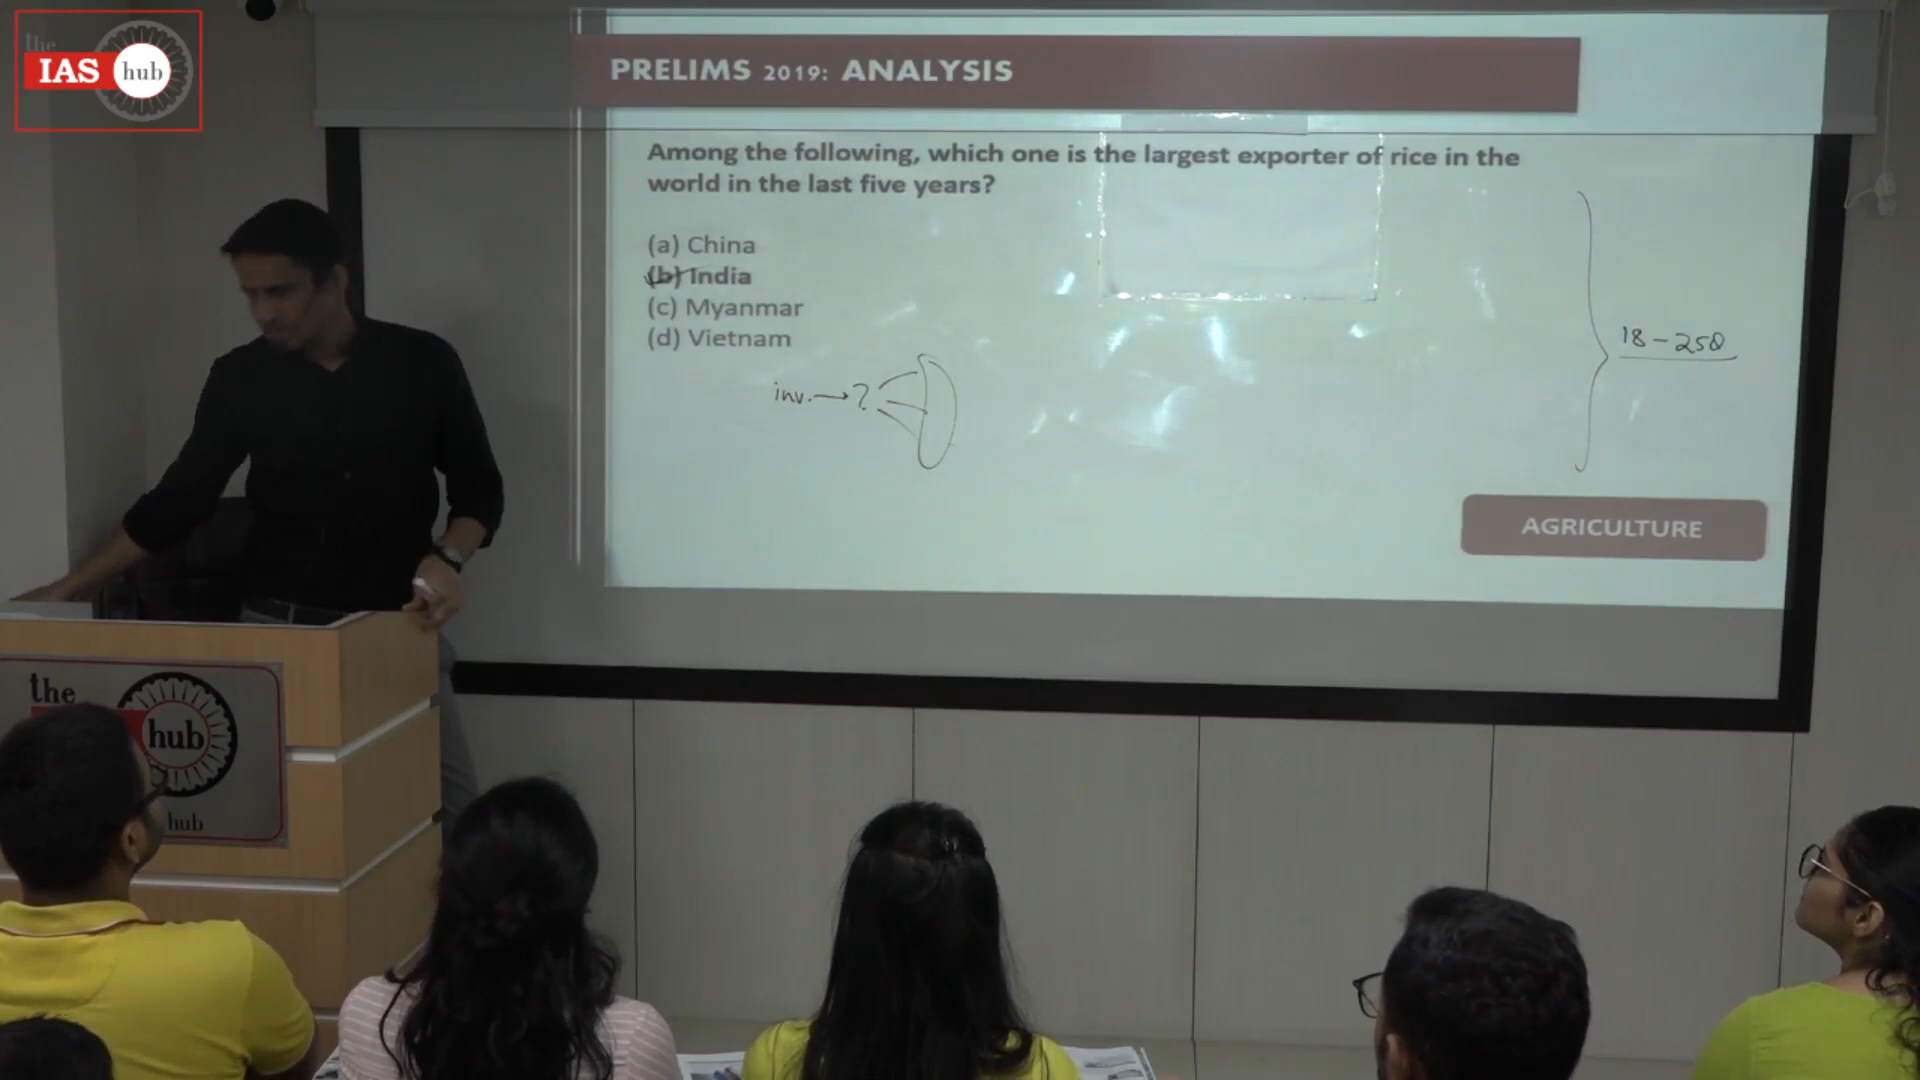 the
IAS hub
PRELIMS 2019: ANALYSIS
Among the following, which one is the largest exporter of rice in the
world in the last five years?
(a) China
(b) India
(c) Myanmar
(d) Vietnam
inv. → ?
18-250
AGRICULTURE
the
hub
hub